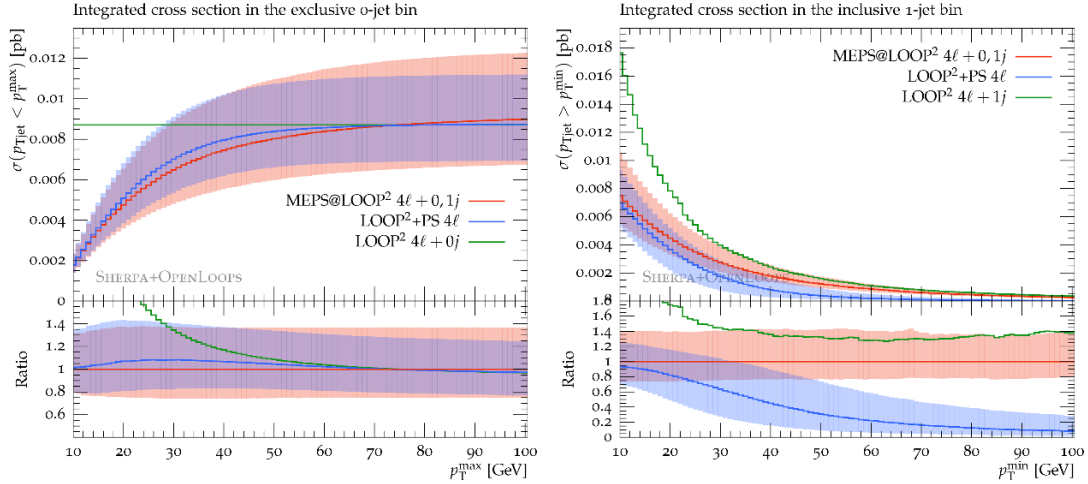 Integrated cross section in the exclusive 0-jet bin
σ(p_Tjet < p_T^max) [pb]
0.012
0.01
0.008
0.006
0.004
0.002
0
MEPS@LOOP² 4ℓ + 0, 1j
LOOP²+PS 4ℓ
LOOP² 4ℓ + 0j
SHERPA+OPENLOOPS
Ratio
1.4
1.2
1
0.8
0.6
10 20 30 40 50 60 70 80 90 100
p_T^max [GeV]
Integrated cross section in the inclusive 1-jet bin
σ(p_Tjet > p_T^min) [pb]
0.018
0.016
0.014
0.012
0.01
0.008
0.006
0.004
0.002
MEPS@LOOP² 4ℓ + 0, 1j
LOOP²+PS 4ℓ
LOOP² 4ℓ + 1j
SHERPA+OPENLOOPS
Ratio
1.6
1.4
1.2
1
0.8
0.6
0.4
0.2
0
10 20 30 40 50 60 70 80 90 100
p_T^min [GeV]